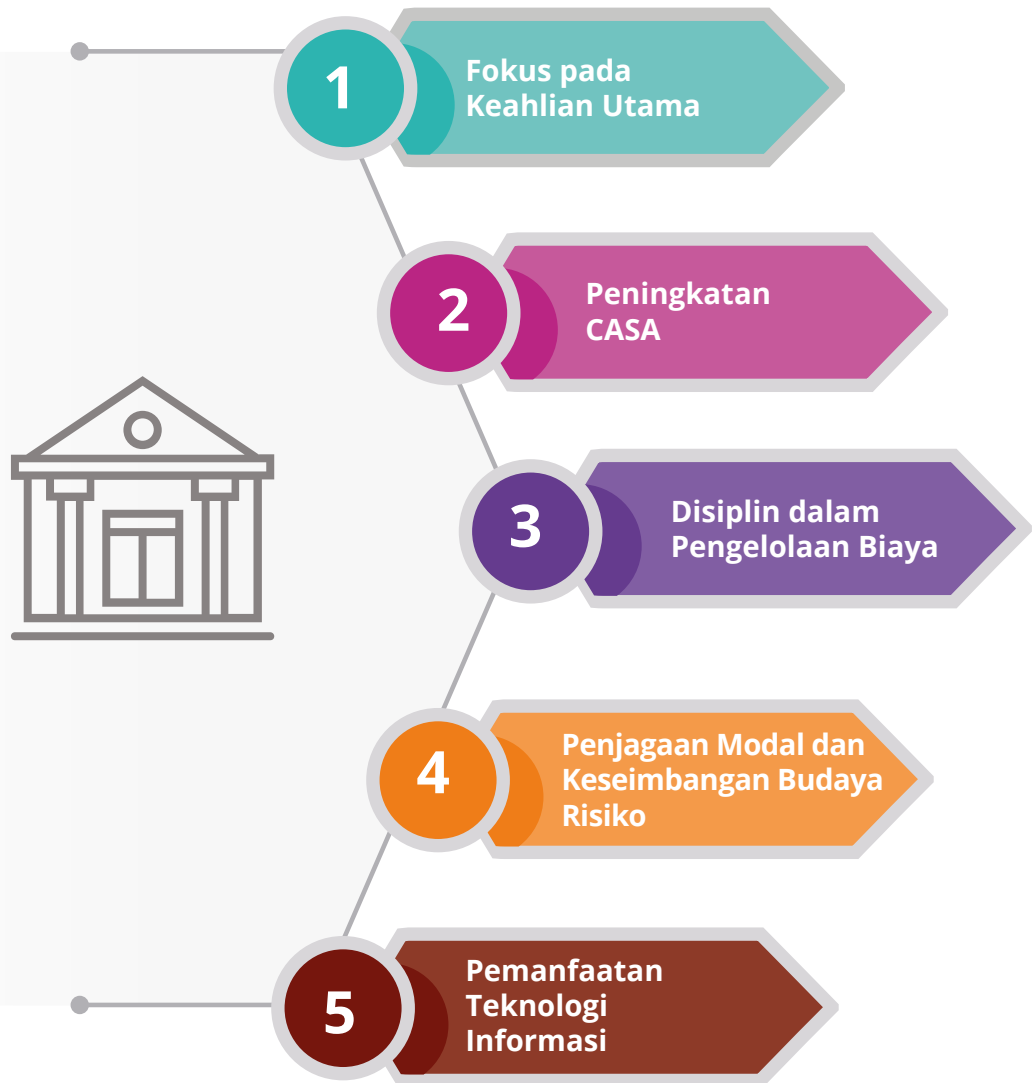 1
Fokus pada
Keahlian Utama
2
Peningkatan
CASA
3
Disiplin dalam
Pengelolaan Biaya
4
Penjagaan Modal dan
Keseimbangan Budaya
Risiko
5
Pemanfaatan
Teknologi
Informasi